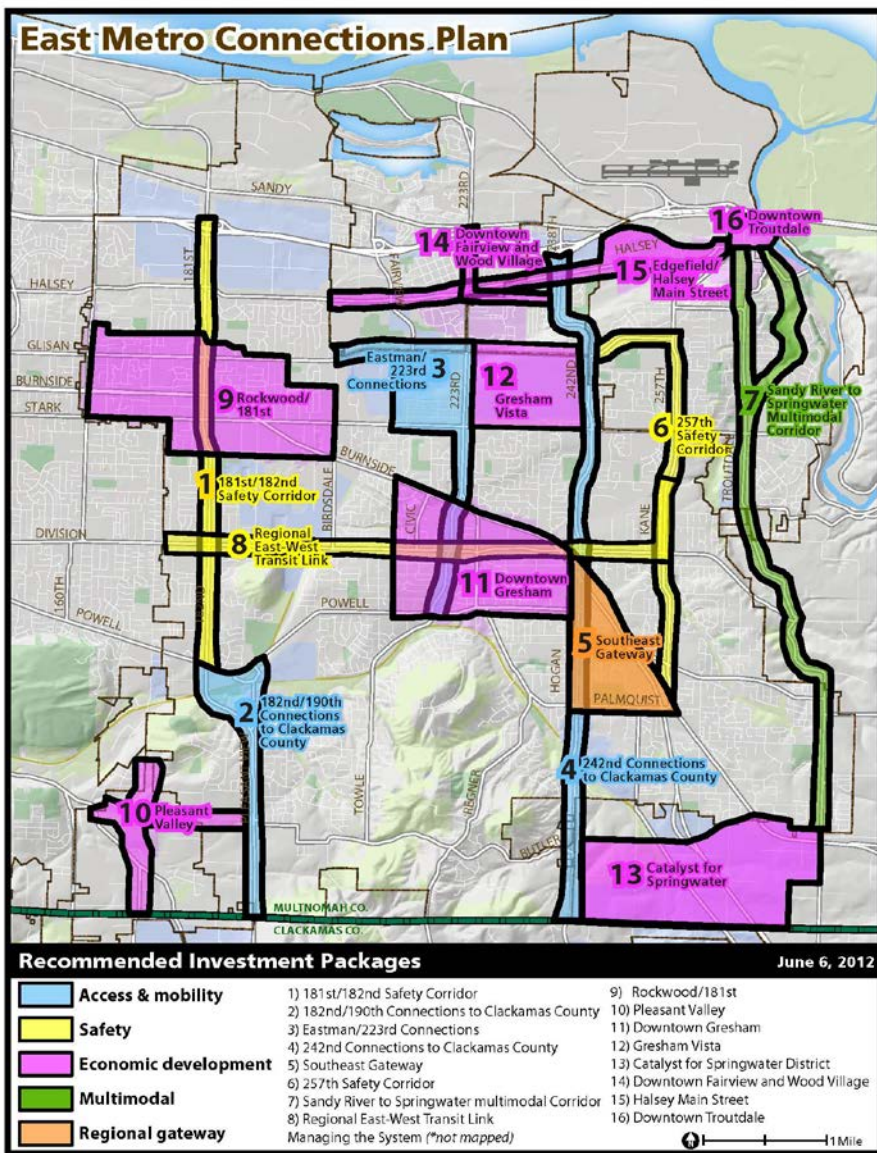 East Metro Connections Plan
SANDY
223RD
238TH
16 Downtown
Troutdale
14 Downtown
Fairview and
Wood Village
HALSEY
15 Edgefield/
Halsey
Main Street
181ST
FAIRVIEW
HALSEY
GLISAN
Eastman/
223rd
Connections
3
223RD
12
Gresham
Vista
242ND
257TH
BURNSIDE
STARK
9 Rockwood/
181st
6 257th
Safety
Corridor
7 Sandy River to
Springwater
Multimodal
Corridor
1 181st/182nd
Safety Corridor
BURNSIDE
BIRDSDALE
CIVIC
KANE
DIVISION
8 Regional
East-West
Transit Link
160TH
POWELL
POWELL
11 Downtown
Gresham
5 Southeast
Gateway
HOGAN
PALMQUIST
2 182nd/190th
Connections
to Clackamas
County
TOWLE
REGNER
4 242nd Connections
to Clackamas County
10 Pleasant
Valley
BUTLER
13 Catalyst for
Springwater
MULTNOMAH CO.
CLACKAMAS CO.
Recommended Investment Packages
June 6, 2012
Access & mobility
Safety
Economic development
Multimodal
Regional gateway
1) 181st/182nd Safety Corridor
2) 182nd/190th Connections to Clackamas County
3) Eastman/223rd Connections
4) 242nd Connections to Clackamas County
5) Southeast Gateway
6) 257th Safety Corridor
7) Sandy River to Springwater multimodal Corridor
8) Regional East-West Transit Link
Managing the System (*not mapped)
9) Rockwood/181st
10) Pleasant Valley
11) Downtown Gresham
12) Gresham Vista
13) Catalyst for Springwater District
14) Downtown Fairview and Wood Village
15) Halsey Main Street
16) Downtown Troutdale
1 Mile